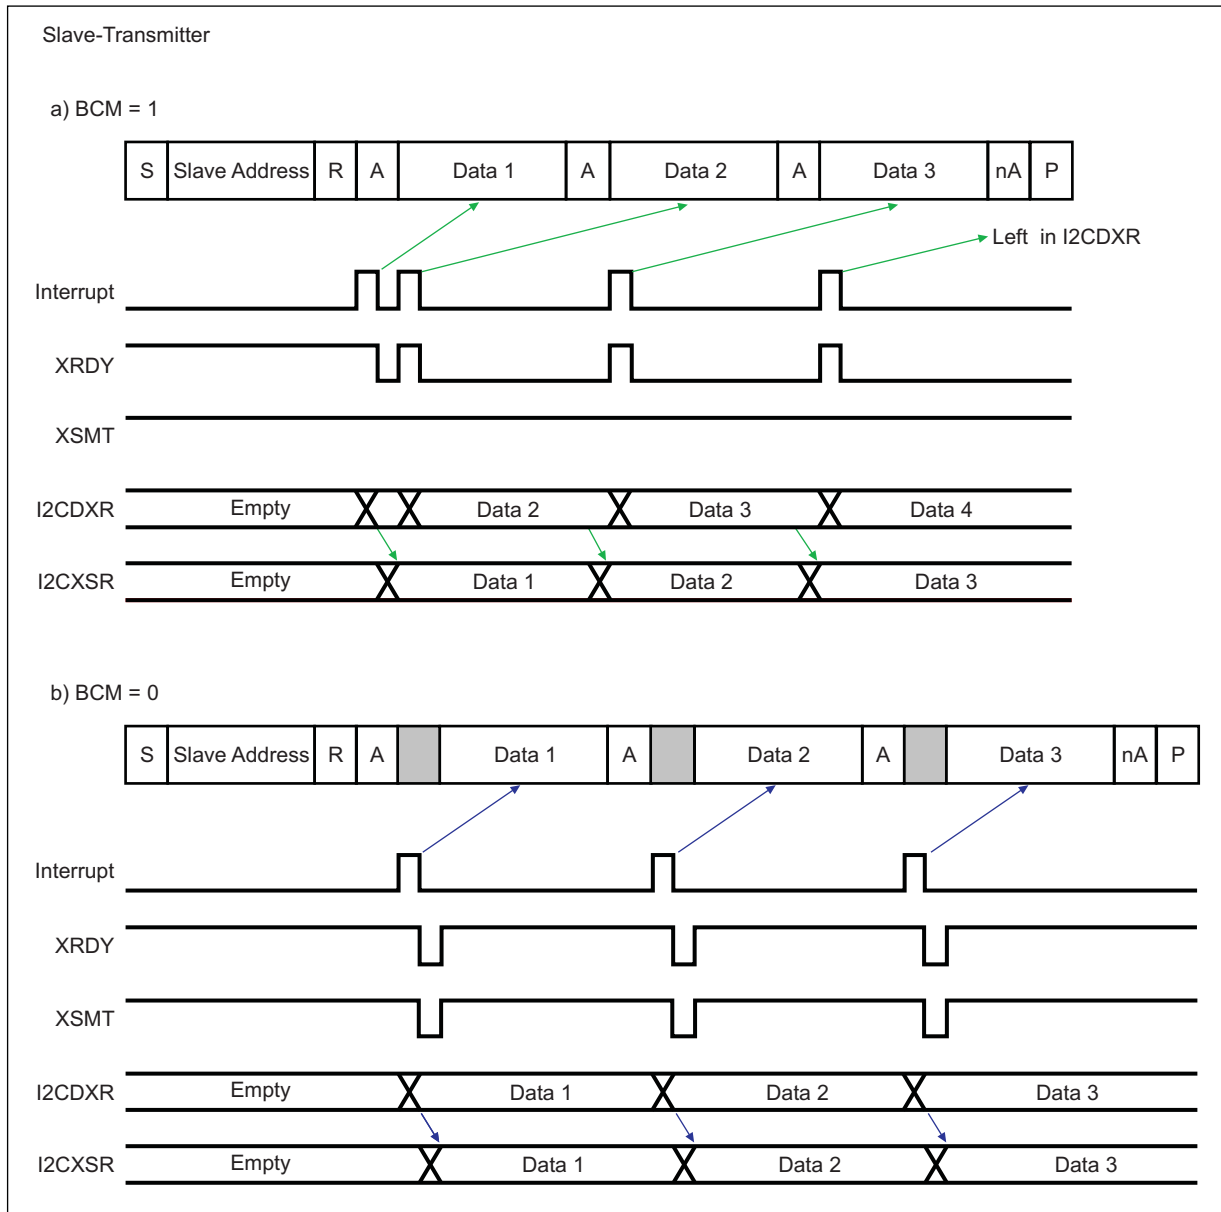 Slave-Transmitter
a) BCM = 1
S Slave Address R A Data 1 A Data 2 A Data 3 nA P
Left in I2CDXR
Interrupt
XRDY
XSMT
I2CDXR Empty Data 2 Data 3 Data 4
I2CXSR Empty Data 1 Data 2 Data 3
b) BCM = 0
S Slave Address R A Data 1 A Data 2 A Data 3 nA P
Interrupt
XRDY
XSMT
I2CDXR Empty Data 1 Data 2 Data 3
I2CXSR Empty Data 1 Data 2 Data 3